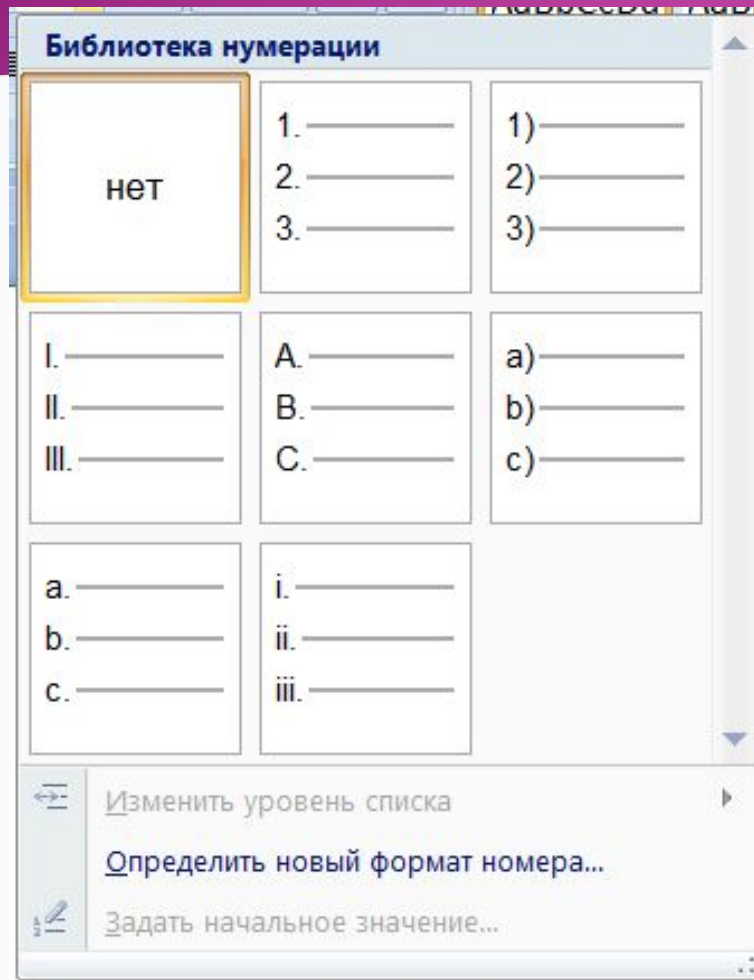 Библиотека нумерации
нет
1.
2.
3.
1)
2)
3)
I.
II.
III.
A.
B.
C.
a)
b)
c)
a.
b.
c.
i.
ii.
iii.
Изменить уровень списка
Определить новый формат номера...
Задать начальное значение...